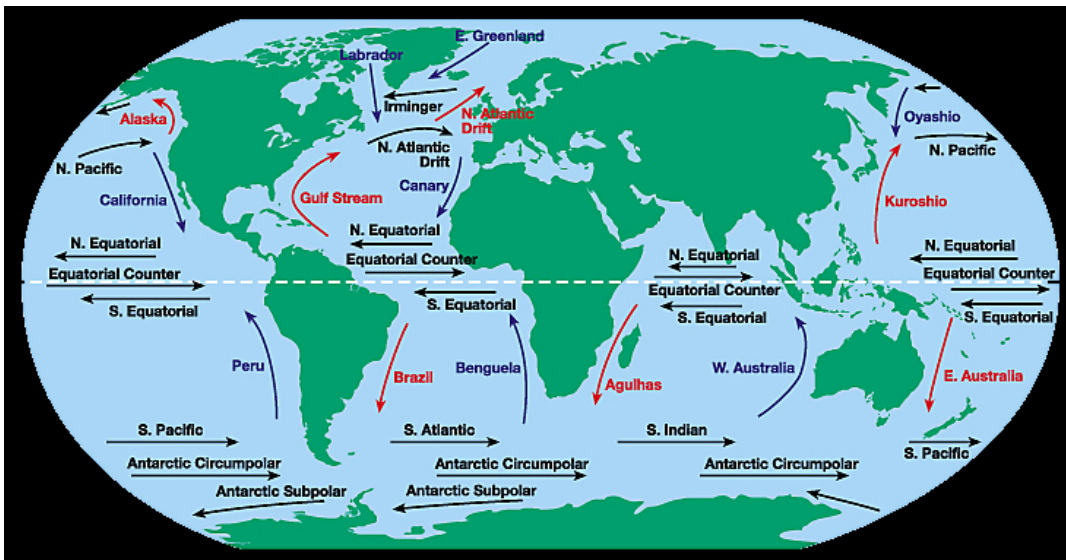 E. Greenland
Labrador
Irminger
Alaska
N. Atlantic
Drift
Oyashio
N. Pacific
N. Atlantic
Drift
N. Pacific
Canary
California
Gulf Stream
Kuroshio
N. Equatorial
N. Equatorial
N. Equatorial
N. Equatorial
Equatorial Counter
Equatorial Counter
Equatorial Counter
Equatorial Counter
S. Equatorial
S. Equatorial
S. Equatorial
S. Equatorial
Peru
Brazil
Benguela
Agulhas
W. Australia
E. Australia
S. Pacific
S. Atlantic
S. Indian
S. Pacific
Antarctic Circumpolar
Antarctic Circumpolar
Antarctic Circumpolar
Antarctic Subpolar
Antarctic Subpolar